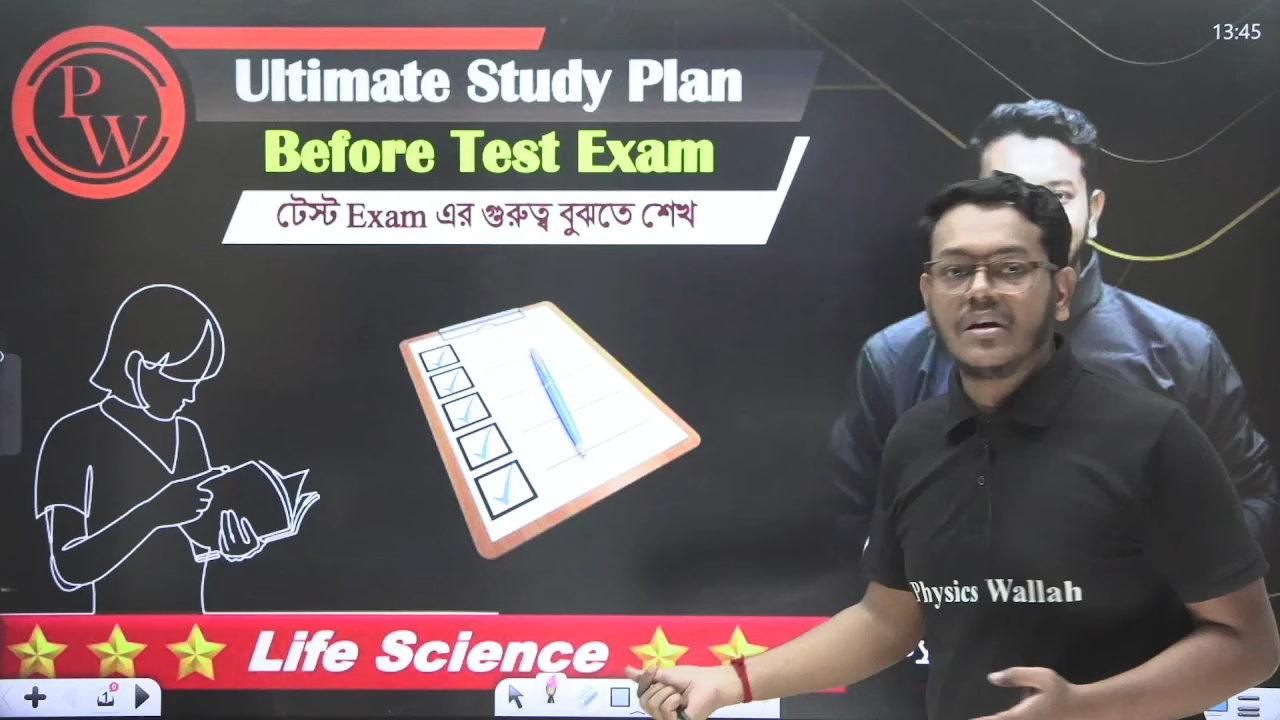 13:45
PW
Ultimate Study Plan
Before Test Exam
টেস্ট Exam এর গুরুত্ব বুঝতে শেখ
Physics Wallah
Life Science